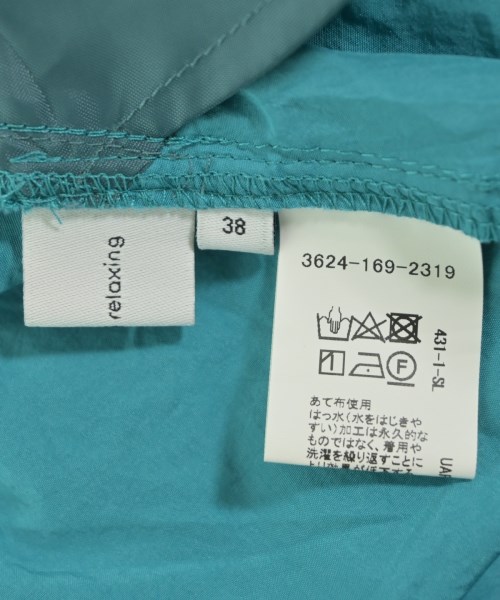 relaxing
38
3624-169-2319
431-1-SL
F
あて布使用
はっ水(水をはじきや
すい)加工は永久的な
ものではなく、着用や
洗濯を繰り返すことに